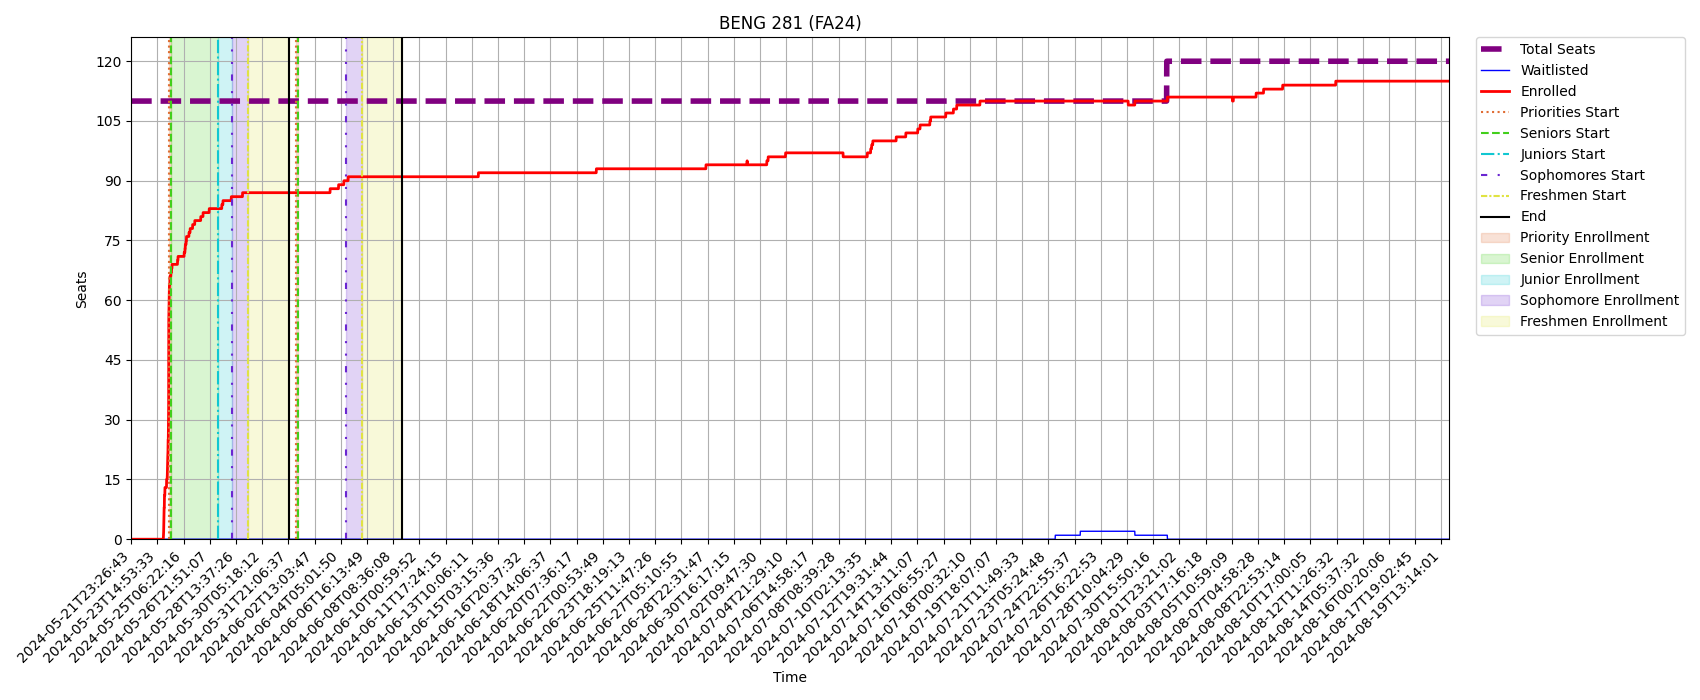 BENG 281 (FA24)
Total Seats
Waitlisted
Enrolled
Priorities Start
Seniors Start
Juniors Start
Sophomores Start
Freshmen Start
End
Priority Enrollment
Senior Enrollment
Junior Enrollment
Sophomore Enrollment
Freshmen Enrollment
Seats
120
105
90
75
60
45
30
15
0
2024-05-21T23:26:43
2024-05-23T14:53:33
2024-05-25T06:22:16
2024-05-26T21:51:07
2024-05-28T13:37:26
2024-05-30T05:18:12
2024-05-31T21:06:37
2024-06-02T13:03:47
2024-06-04T05:01:50
2024-06-06T16:13:49
2024-06-08T08:36:08
2024-06-10T00:59:52
2024-06-11T17:24:15
2024-06-13T10:06:11
2024-06-15T03:15:36
2024-06-16T20:37:32
2024-06-18T14:06:37
2024-06-20T07:36:17
2024-06-22T00:53:49
2024-06-23T18:19:13
2024-06-25T11:47:26
2024-06-27T05:10:55
2024-06-28T22:31:47
2024-06-30T16:17:15
2024-07-02T09:47:30
2024-07-04T21:29:10
2024-07-06T14:58:17
2024-07-08T08:39:28
2024-07-10T02:13:35
2024-07-12T19:31:44
2024-07-14T13:11:07
2024-07-16T06:55:27
2024-07-18T00:32:10
2024-07-19T18:07:07
2024-07-21T11:49:33
2024-07-23T05:24:48
2024-07-24T22:55:37
2024-07-26T16:22:53
2024-07-28T10:04:29
2024-07-30T15:50:16
2024-08-01T23:21:02
2024-08-03T17:16:18
2024-08-05T10:59:09
2024-08-07T04:58:28
2024-08-08T22:53:14
2024-08-10T17:00:05
2024-08-12T11:26:32
2024-08-14T05:37:32
2024-08-16T00:20:06
2024-08-17T19:02:45
2024-08-19T13:14:01
Time